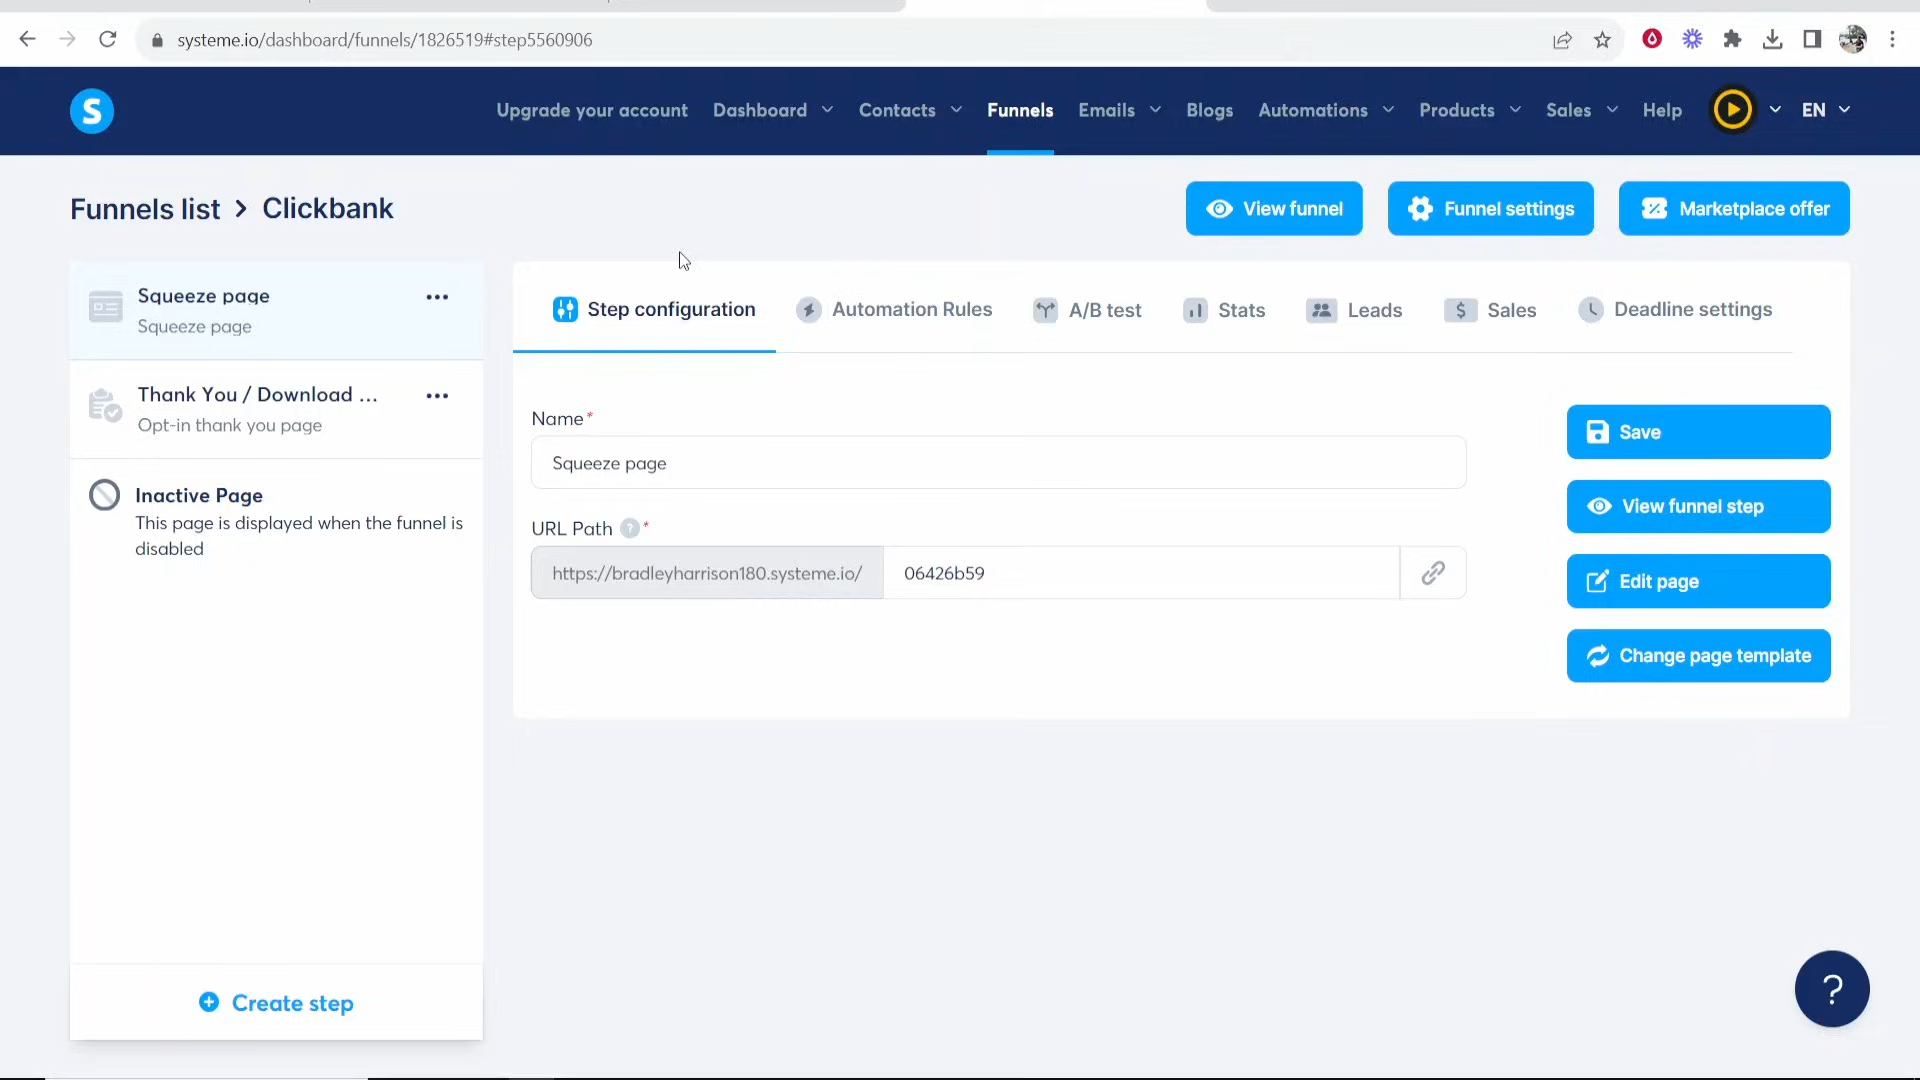 systeme.io/dashboard/funnels/1826519#step5560906
S
Upgrade your account
Dashboard
Contacts
Funnels
Emails
Blogs
Automations
Products
Sales
Help
EN
Funnels list > Clickbank
View funnel
Funnel settings
Marketplace offer
Squeeze page
Squeeze page
Thank You / Download ...
Opt-in thank you page
Inactive Page
This page is displayed when the funnel is
disabled
Create step
Step configuration
Automation Rules
A/B test
Stats
Leads
$ Sales
Deadline settings
Name*
Squeeze page
URL Path ? *
https://bradleyharrison180.systeme.io/
06426b59
Save
View funnel step
Edit page
Change page template
?